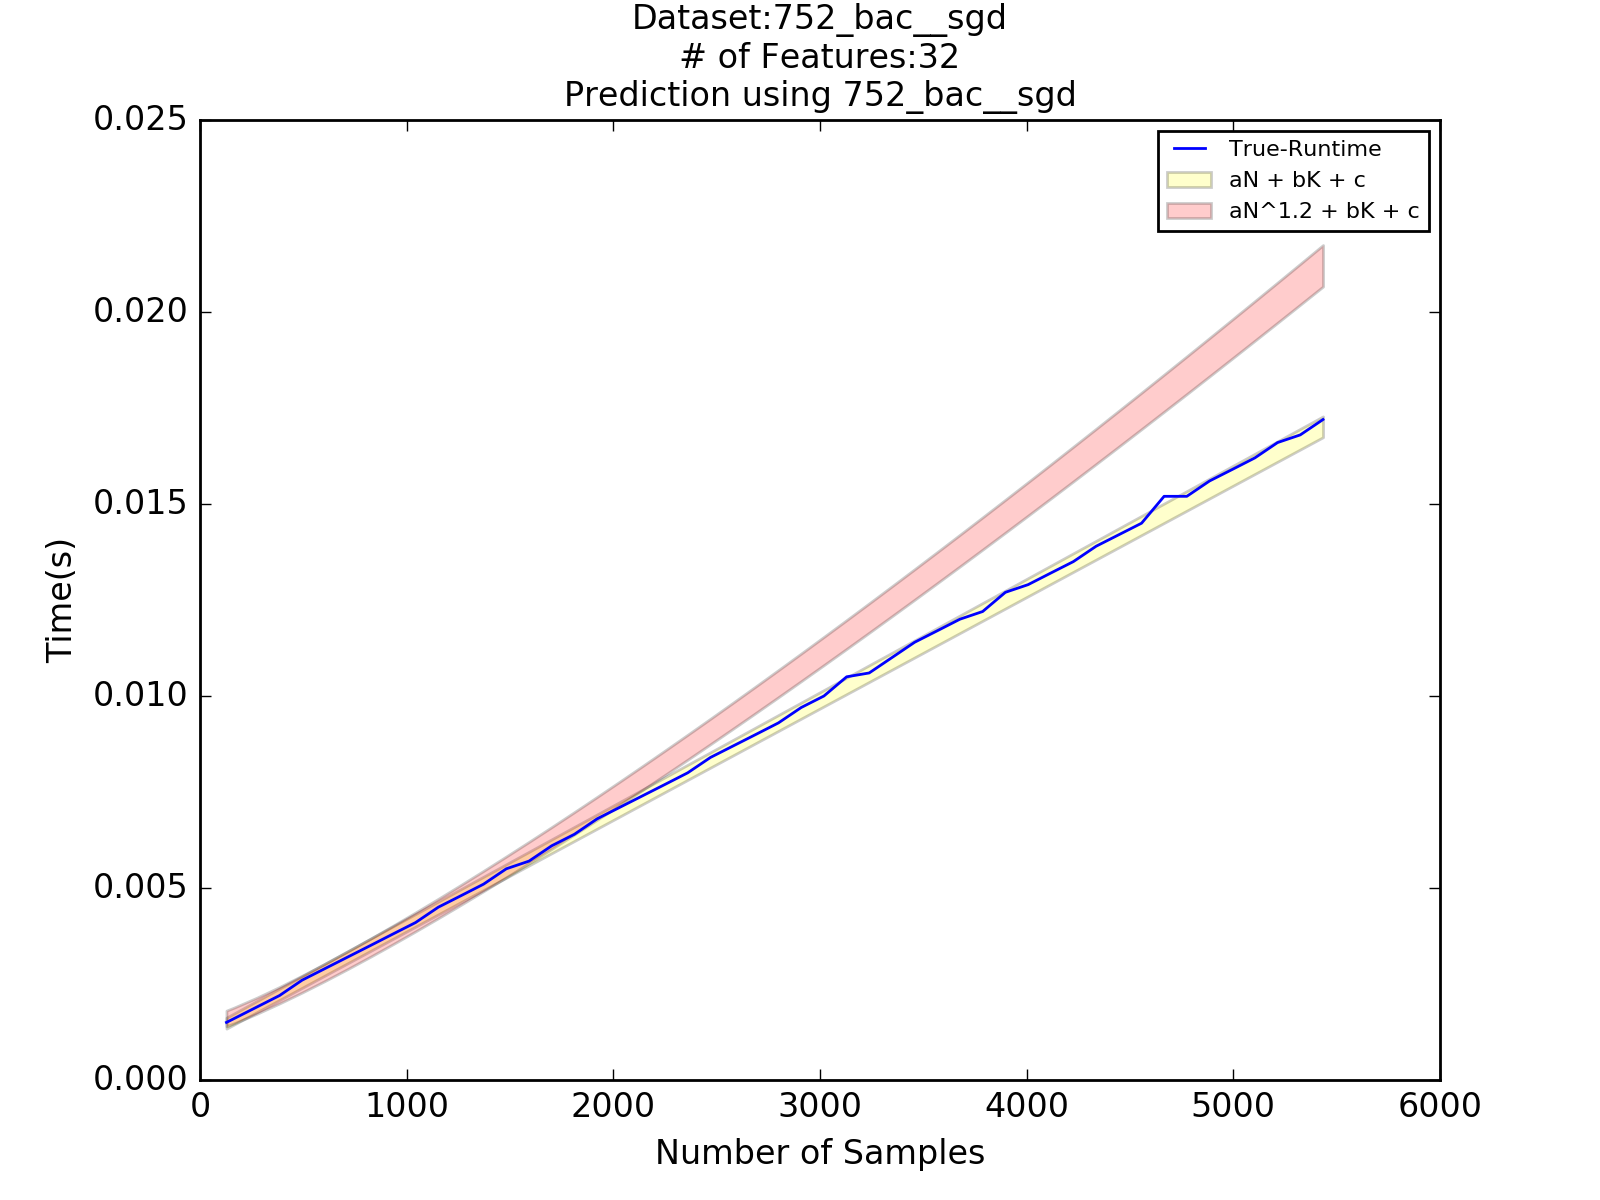 Dataset:752_bac__sgd
# of Features:32
Prediction using 752_bac__sgd
0.025
0.020
0.015
0.010
0.005
0.000
Time(s)
True-Runtime
aN + bK + c
aN^1.2 + bK + c
0 1000 2000 3000 4000 5000 6000
Number of Samples